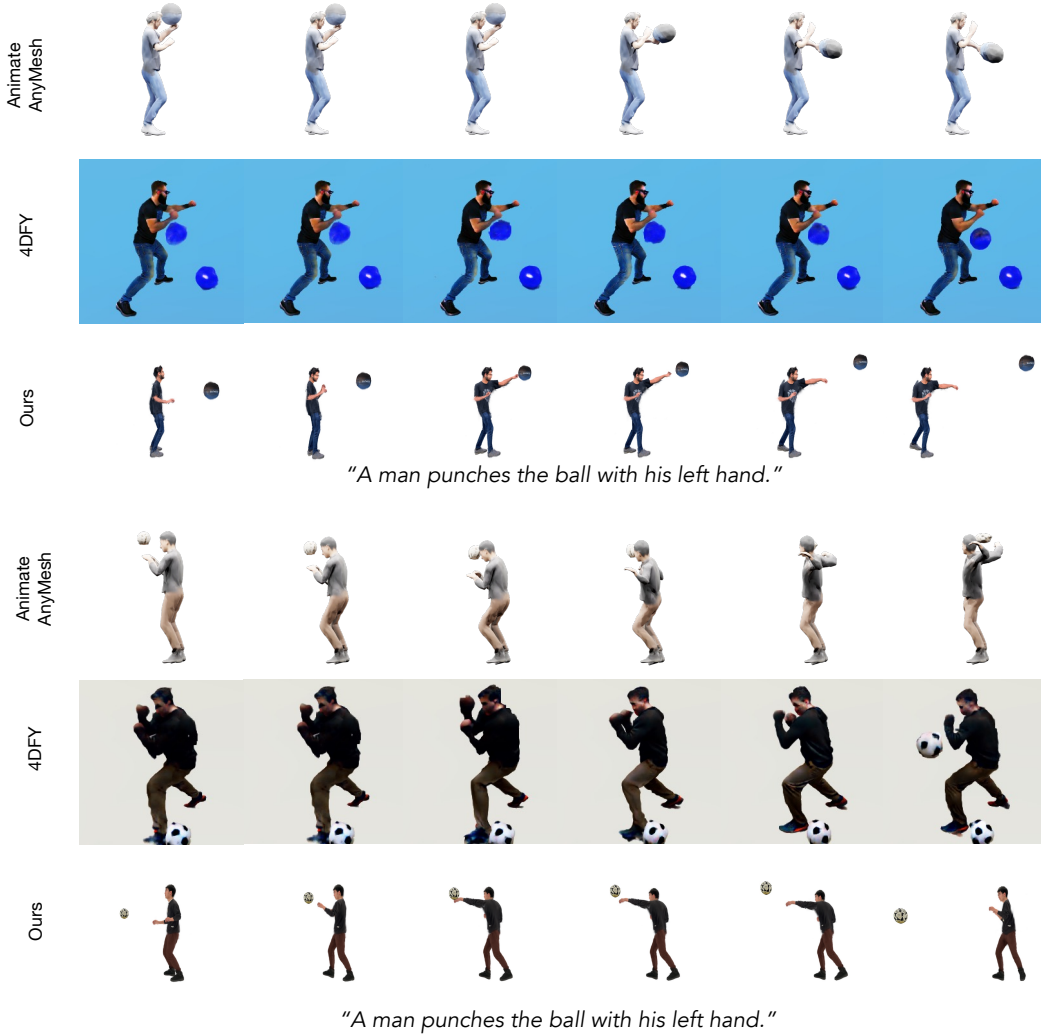 Animate
AnyMesh
4DFY
Ours
“A man punches the ball with his left hand.”
Animate
AnyMesh
4DFY
Ours
“A man punches the ball with his left hand.”